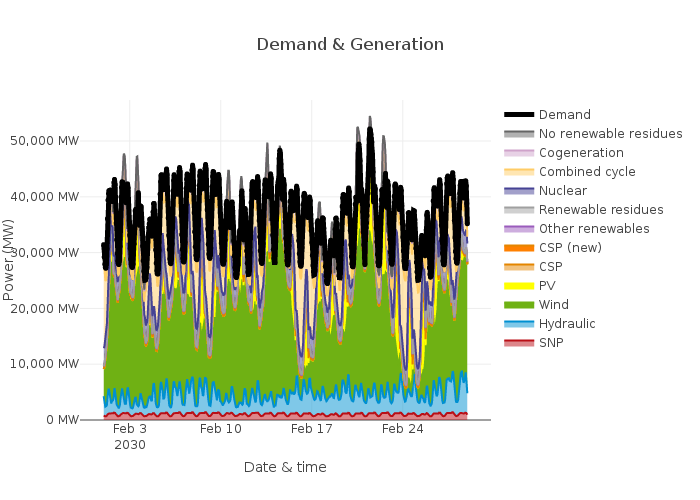 Demand & Generation
50,000 MW
40,000 MW
30,000 MW
20,000 MW
10,000 MW
0 MW
Power (MW)
Feb 3
2030
Feb 10
Feb 17
Feb 24
Date & time
Demand
No renewable residues
Cogeneration
Combined cycle
Nuclear
Renewable residues
Other renewables
CSP (new)
CSP
PV
Wind
Hydraulic
SNP